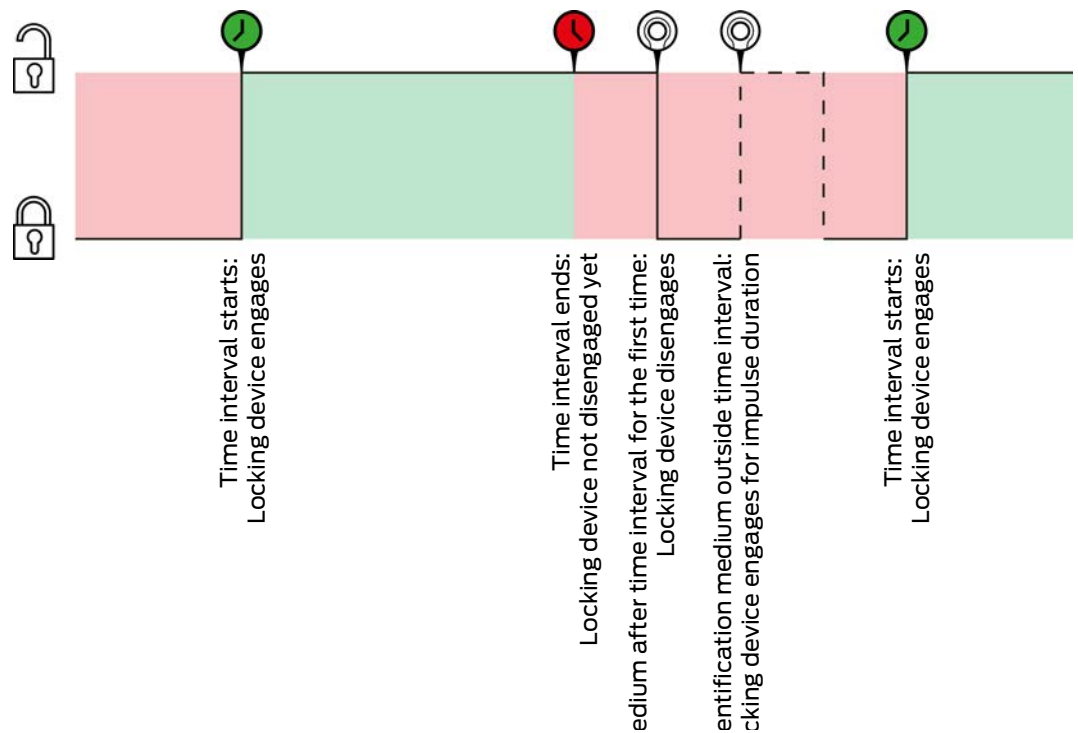 Time interval starts:
Locking device engages
Time interval ends:
Locking device not disengaged yet
edium after time interval for the first time:
Locking device disengages
entification medium outside time interval:
cking device engages for impulse duration
Time interval starts:
Locking device engages